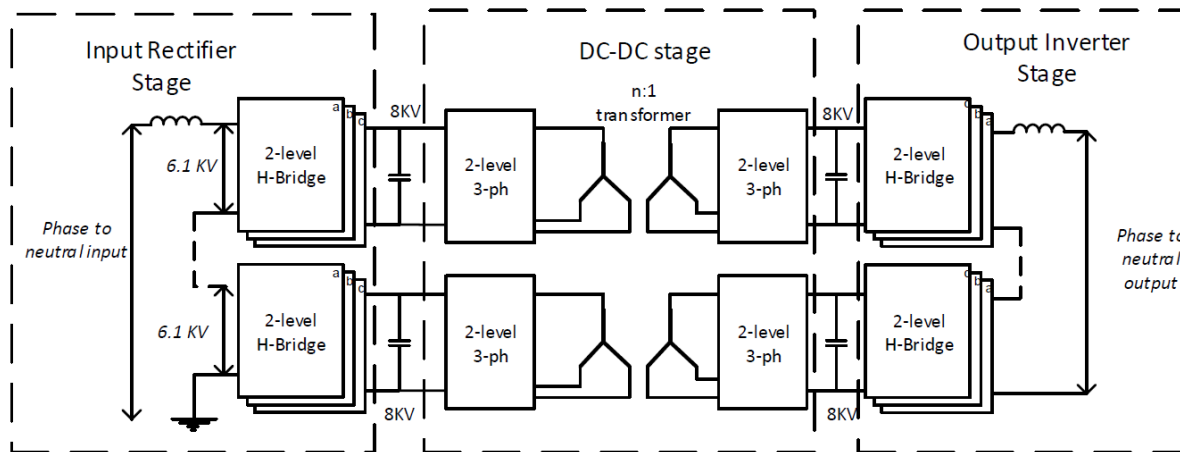 Input Rectifier
Stage
DC-DC stage
Output Inverter
Stage
n:1
transformer
a
b
c
8KV
8KV
c
b
a
6.1 KV
2-level
H-Bridge
2-level
3-ph
2-level
3-ph
2-level
H-Bridge
Phase to
neutral input
Phase to
neutral
output
a
b
c
c
b
a
6.1 KV
2-level
H-Bridge
2-level
3-ph
2-level
3-ph
2-level
H-Bridge
8KV
8KV